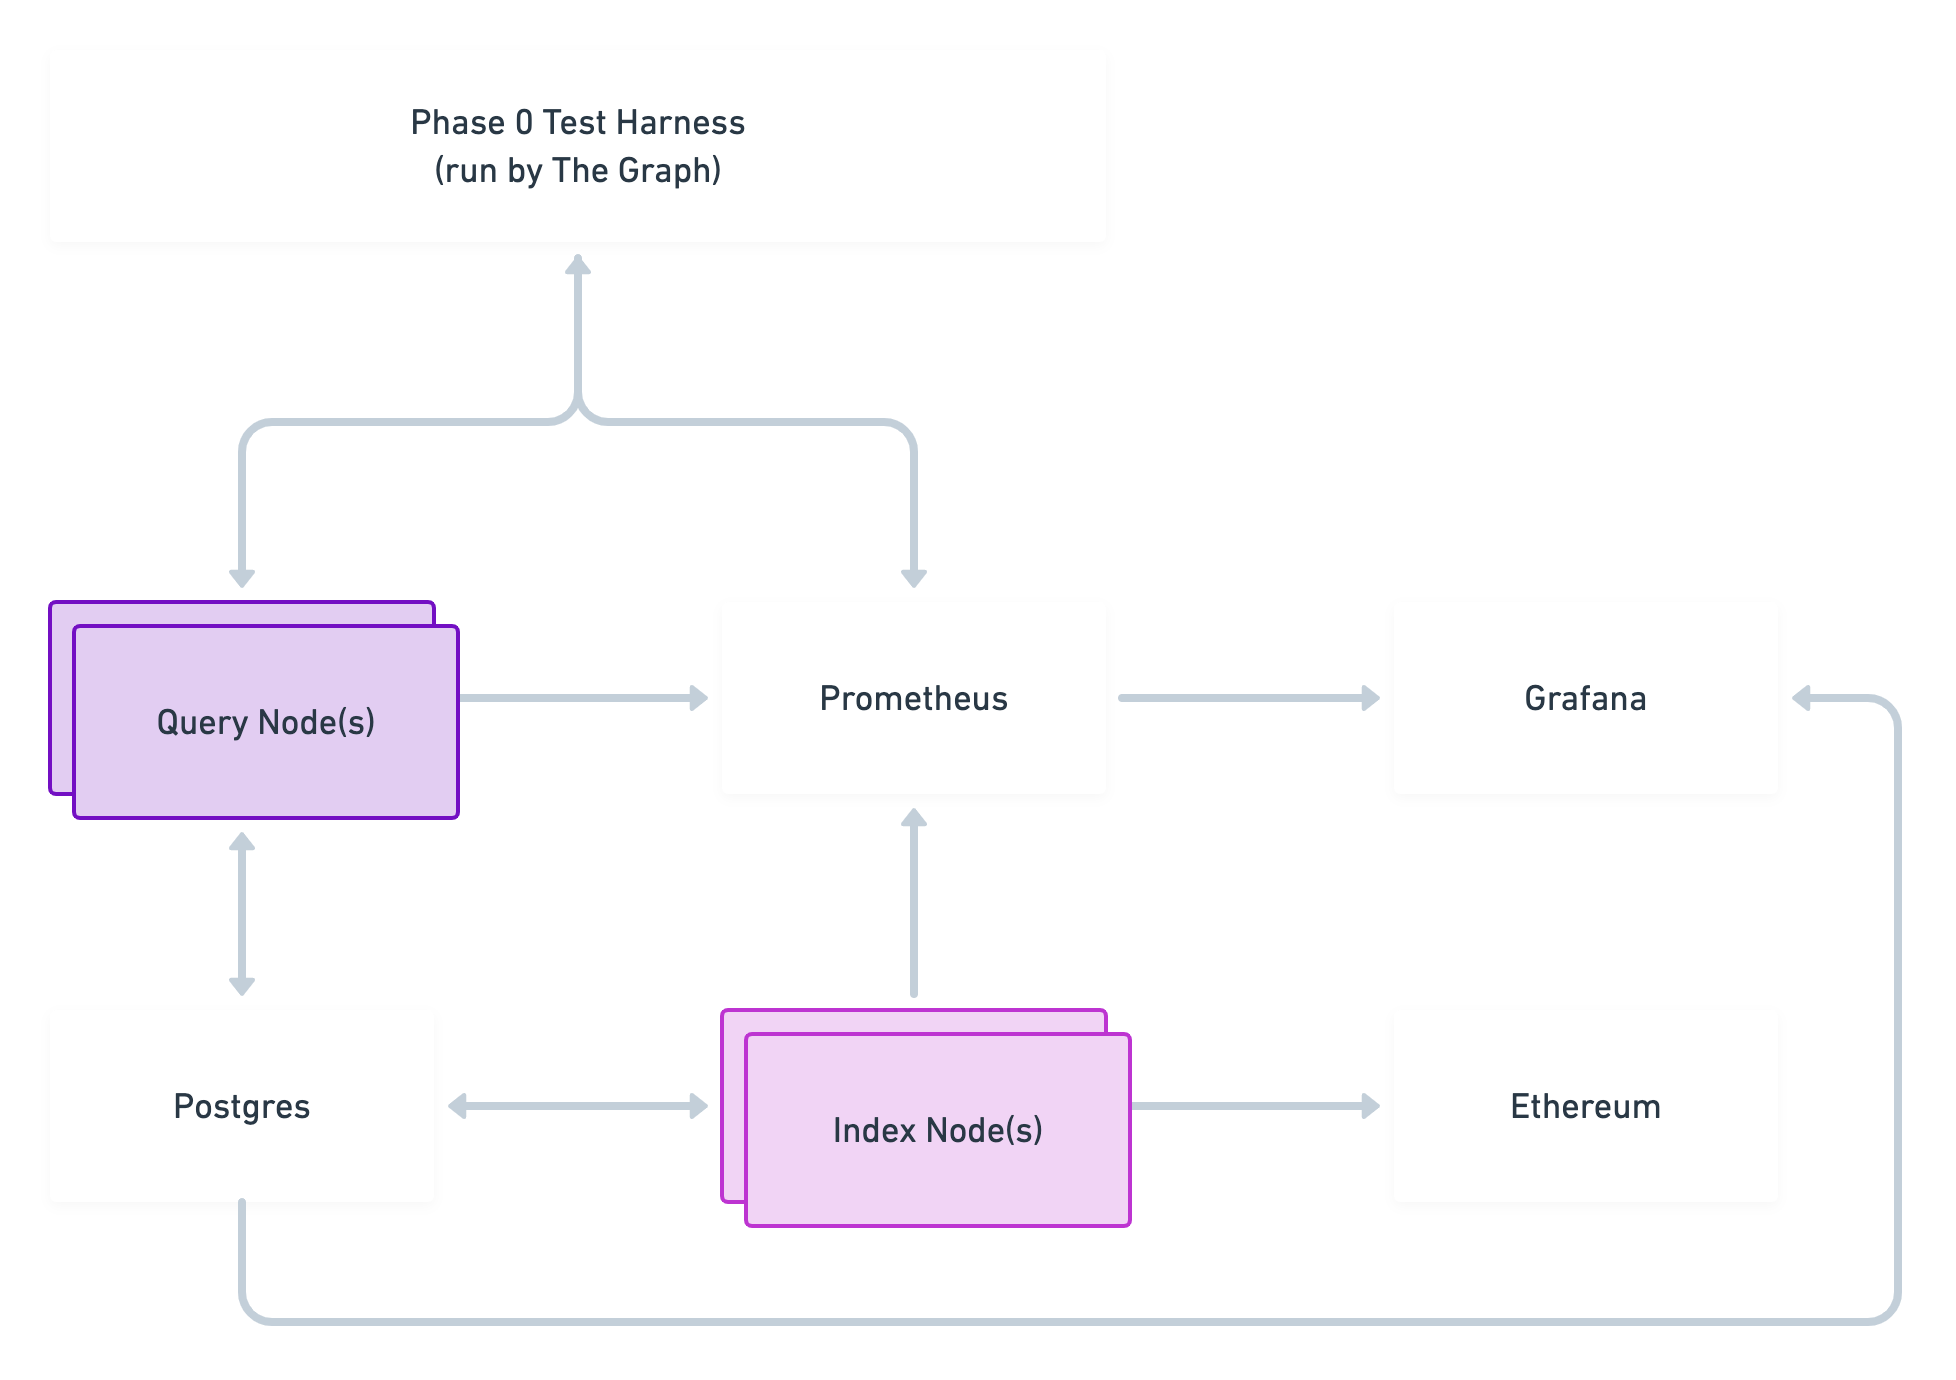 Phase 0 Test Harness
(run by The Graph)
Query Node(s)
Prometheus
Grafana
Postgres
Index Node(s)
Ethereum